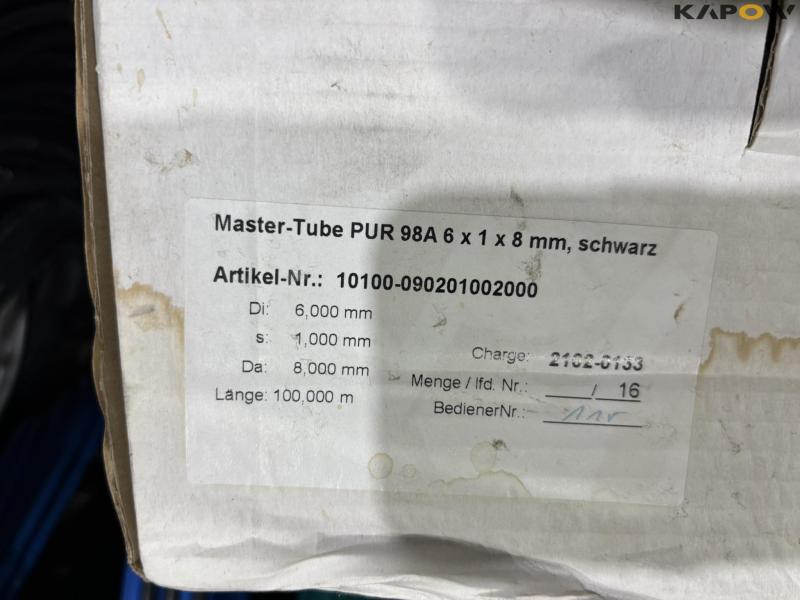 KAPOW
Master-Tube PUR 98A 6 x 1 x 8 mm, schwarz
Artikel-Nr.: 10100-090201002000
Di: 6,000 mm
s: 1,000 mm
Da: 8,000 mm
Länge: 100,000 m
Charge: 2102-0153
Menge / lfd. Nr.: / 16
BedienerNr.: